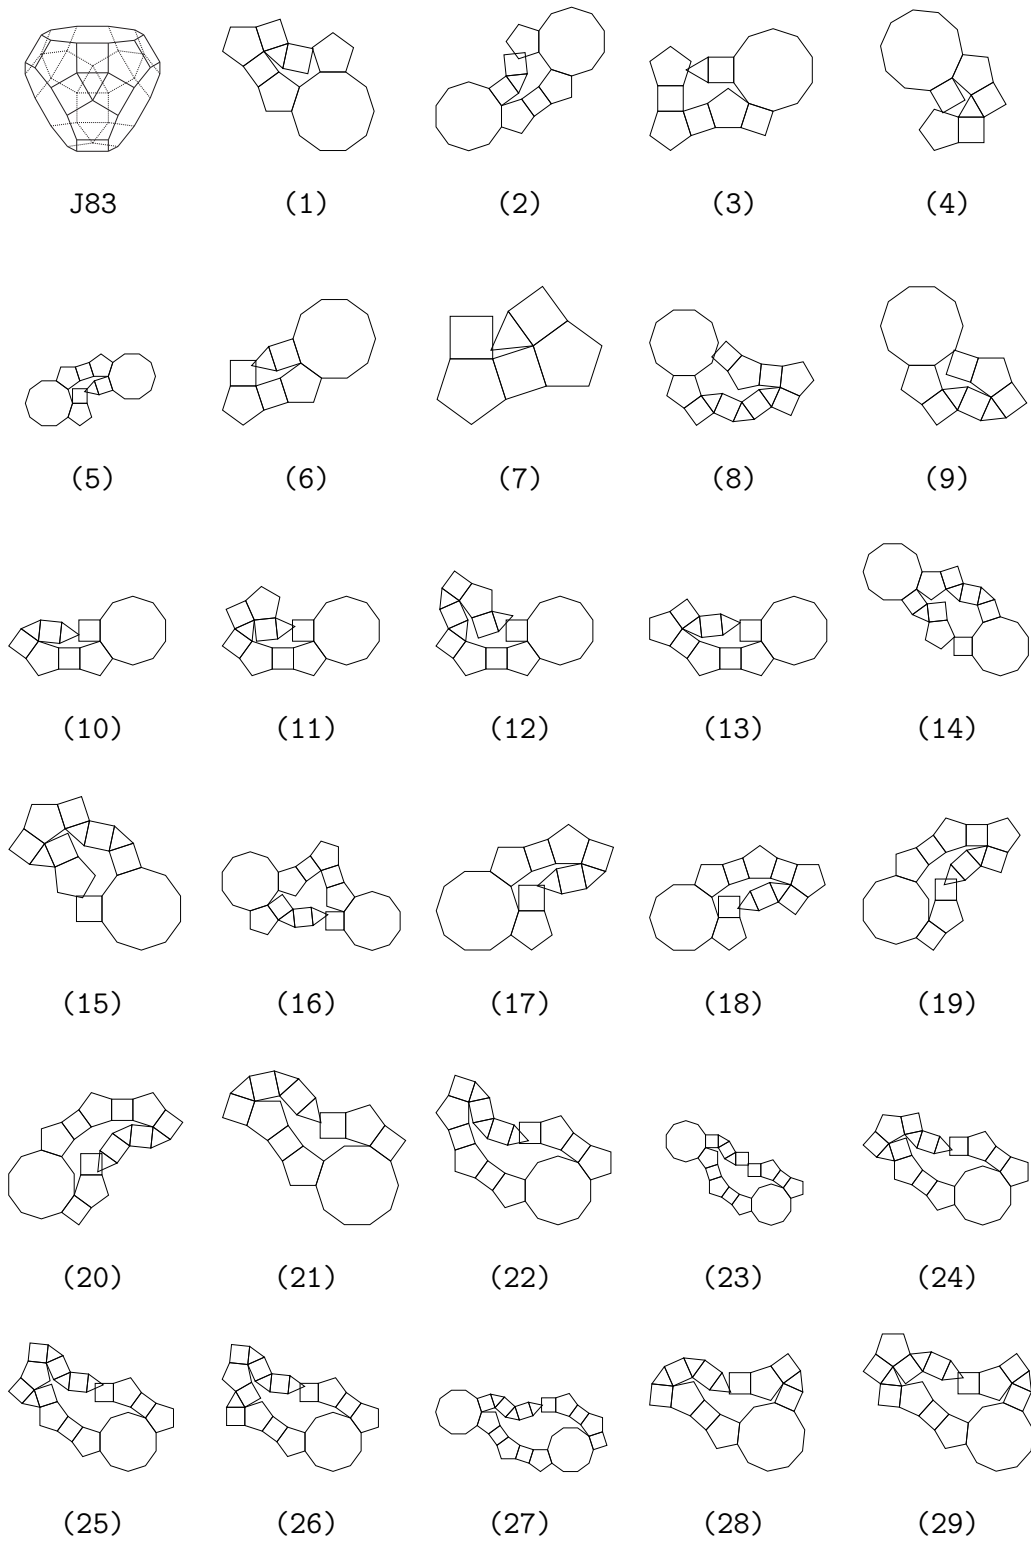 J83 (1) (2) (3) (4)
(5) (6) (7) (8) (9)
(10) (11) (12) (13) (14)
(15) (16) (17) (18) (19)
(20) (21) (22) (23) (24)
(25) (26) (27) (28) (29)